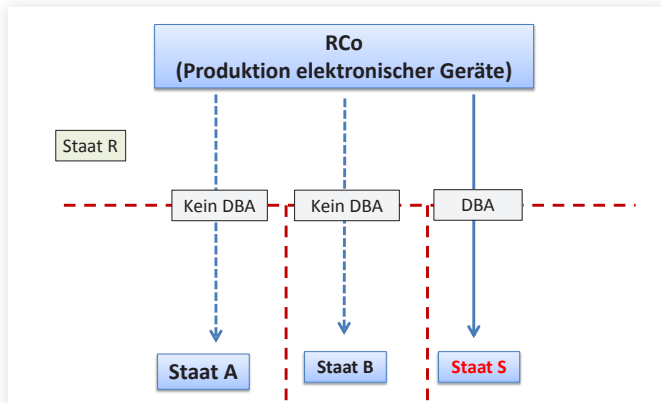 RCo
(Produktion elektronischer Geräte)
Staat R
Kein DBA
Kein DBA
DBA
Staat A
Staat B
Staat S